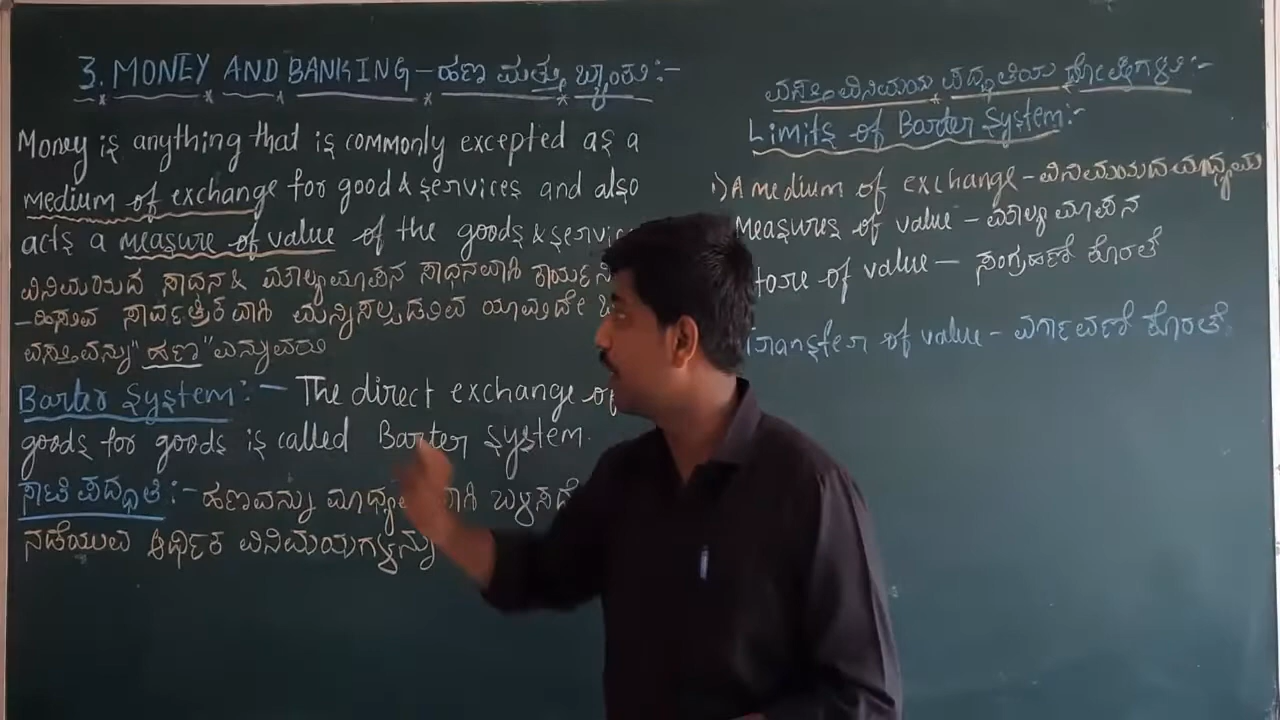 3. MONEY AND BANKING - ಹಣ ಮತ್ತು ಬ್ಯಾಂಕು:-
Money is anything that is commonly excepted as a
medium of exchange for good & services and also
acts a measure of value of the goods & servic
ವಿನಿಮಯದ ಸಾದನ & ಮೌಲ್ಯಮಾಪನ ಸಾಧನವಾಗಿ ಕಾರ್ಯನಿ
-ರ್ಹಿಸುವ ಸಾರ್ವತ್ರಿಕವಾಗಿ ಮನ್ನಿಸಲ್ಪಡುವ ಯಾವುದೇ
ವಸ್ತುವನ್ನು "ಹಣ" ಎನ್ನುವರು
Barter System:- The direct exchange of
goods for goods is called Barter System.
ಸಾಟಿ ಪದ್ಧತಿ:- ಹಣವನ್ನು ಬಳಸದೆ
ನಡೆಯುವ ಆರ್ಥಿಕ ವಿನಿಮಯಗಳನ್ನು
ವಸ್ತು ವಿನಿಮಯ ಪದ್ಧತಿಯ ದೋಷಗಳು:-
Limits of Barter System:-
1) A medium of exchange - ವಿನಿಮಯದ ಮಾಧ್ಯಮ
Measures of value - ಮೌಲ್ಯಮಾಪನ
tore of value - ಸಂಗ್ರಹಣೆ ಕೊರತೆ
Transfer of value - ವರ್ಗಾವಣೆ ಕೊರತೆ